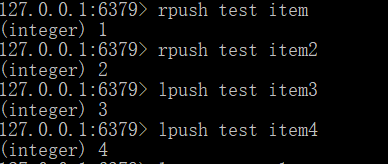 127.0.0.1:6379> rpush test item
(integer) 1
127.0.0.1:6379> rpush test item2
(integer) 2
127.0.0.1:6379> lpush test item3
(integer) 3
127.0.0.1:6379> lpush test item4
(integer) 4